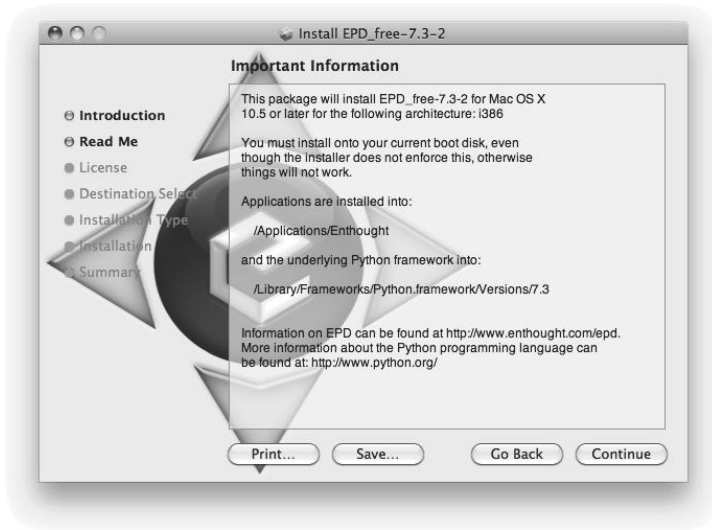 Install EPD_free-7.3-2
Important Information
Introduction
Read Me
License
Destination Select
Installation Type
Installation
Summary
This package will install EPD_free-7.3-2 for Mac OS X
10.5 or later for the following architecture: i386
You must install onto your current boot disk, even
though the installer does not enforce this, otherwise
things will not work.
Applications are installed into:
/Applications/Enthought
and the underlying Python framework into:
/Library/Frameworks/Python.framework/Versions/7.3
Information on EPD can be found at http://www.enthought.com/epd.
More information about the Python programming language can
be found at: http://www.python.org/
Print...
Save...
Go Back
Continue